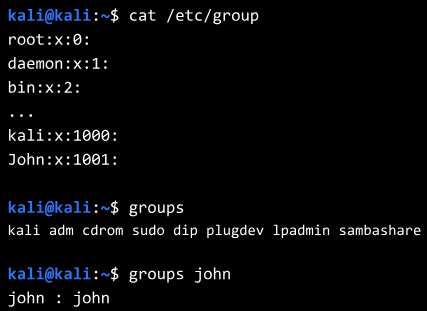 kali@kali:~$ cat /etc/group
root:x:0:
daemon:x:1:
bin:x:2:
...
kali:x:1000:
John:x:1001:
kali@kali:~$ groups
kali adm cdrom sudo dip plugdev lpadmin sambashare
kali@kali:~$ groups john
john : john